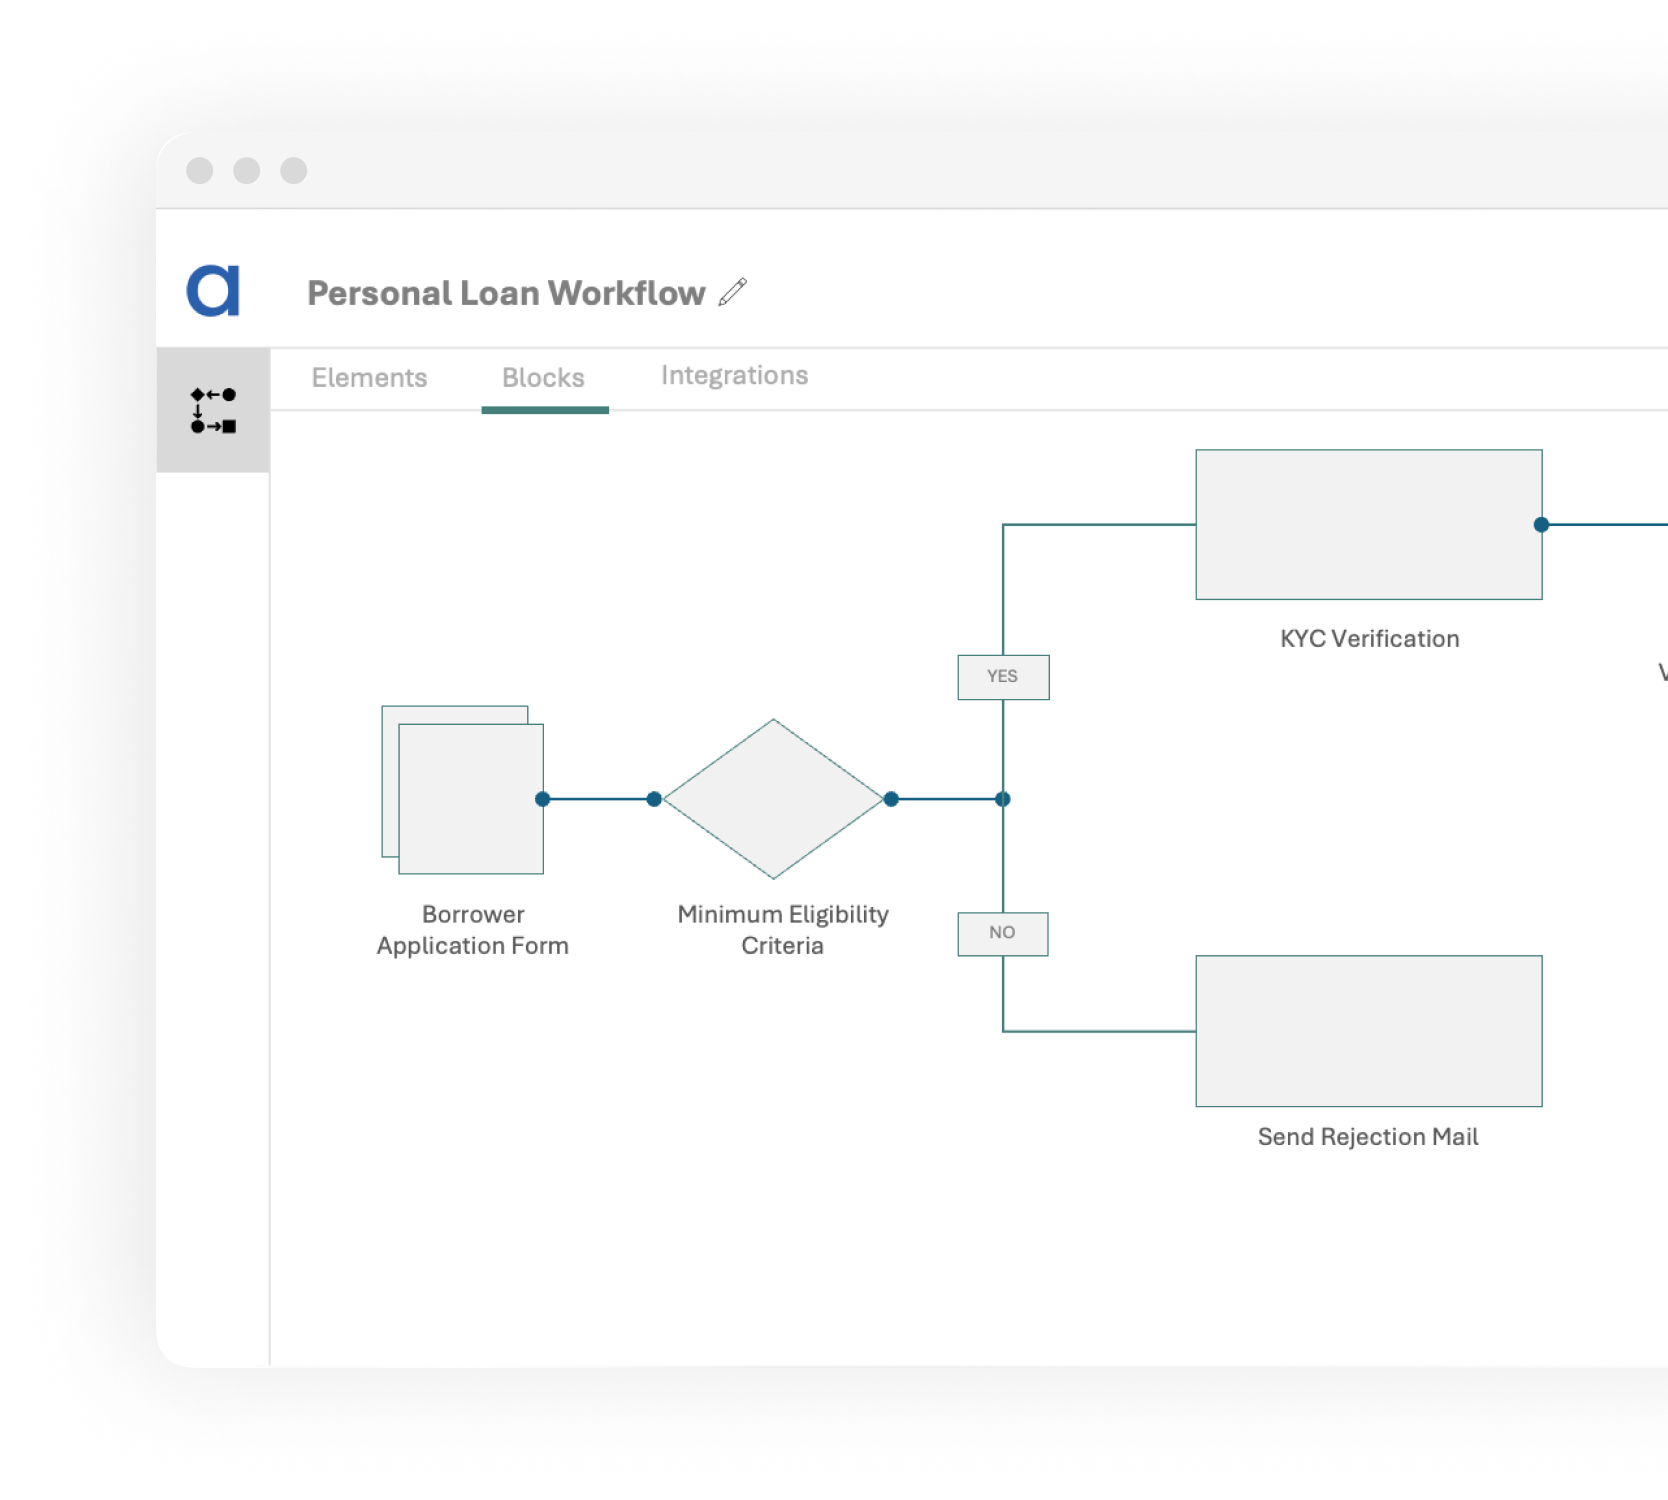 a
Personal Loan Workflow
Elements
Blocks
Integrations
KYC Verification
YES
Borrower
Application Form
Minimum Eligibility
Criteria
NO
Send Rejection Mail